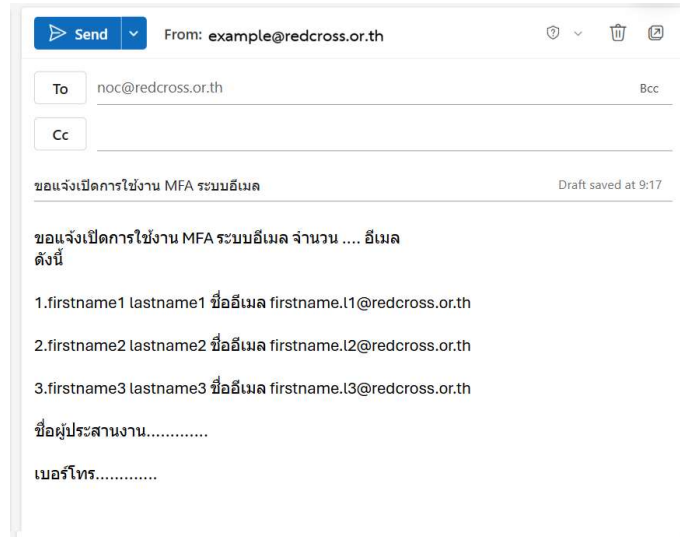 Send
From: example@redcross.or.th
To noc@redcross.or.th Bcc
Cc
ขอแจ้งเปิดการใช้งาน MFA ระบบอีเมล Draft saved at 9:17
ขอแจ้งเปิดการใช้งาน MFA ระบบอีเมล จำนวน .... อีเมล
ดังนี้
1.firstname1 lastname1 ชื่ออีเมล firstname.l1@redcross.or.th
2.firstname2 lastname2 ชื่ออีเมล firstname.l2@redcross.or.th
3.firstname3 lastname3 ชื่ออีเมล firstname.l3@redcross.or.th
ชื่อผู้ประสานงาน.............
เบอร์โทร.............